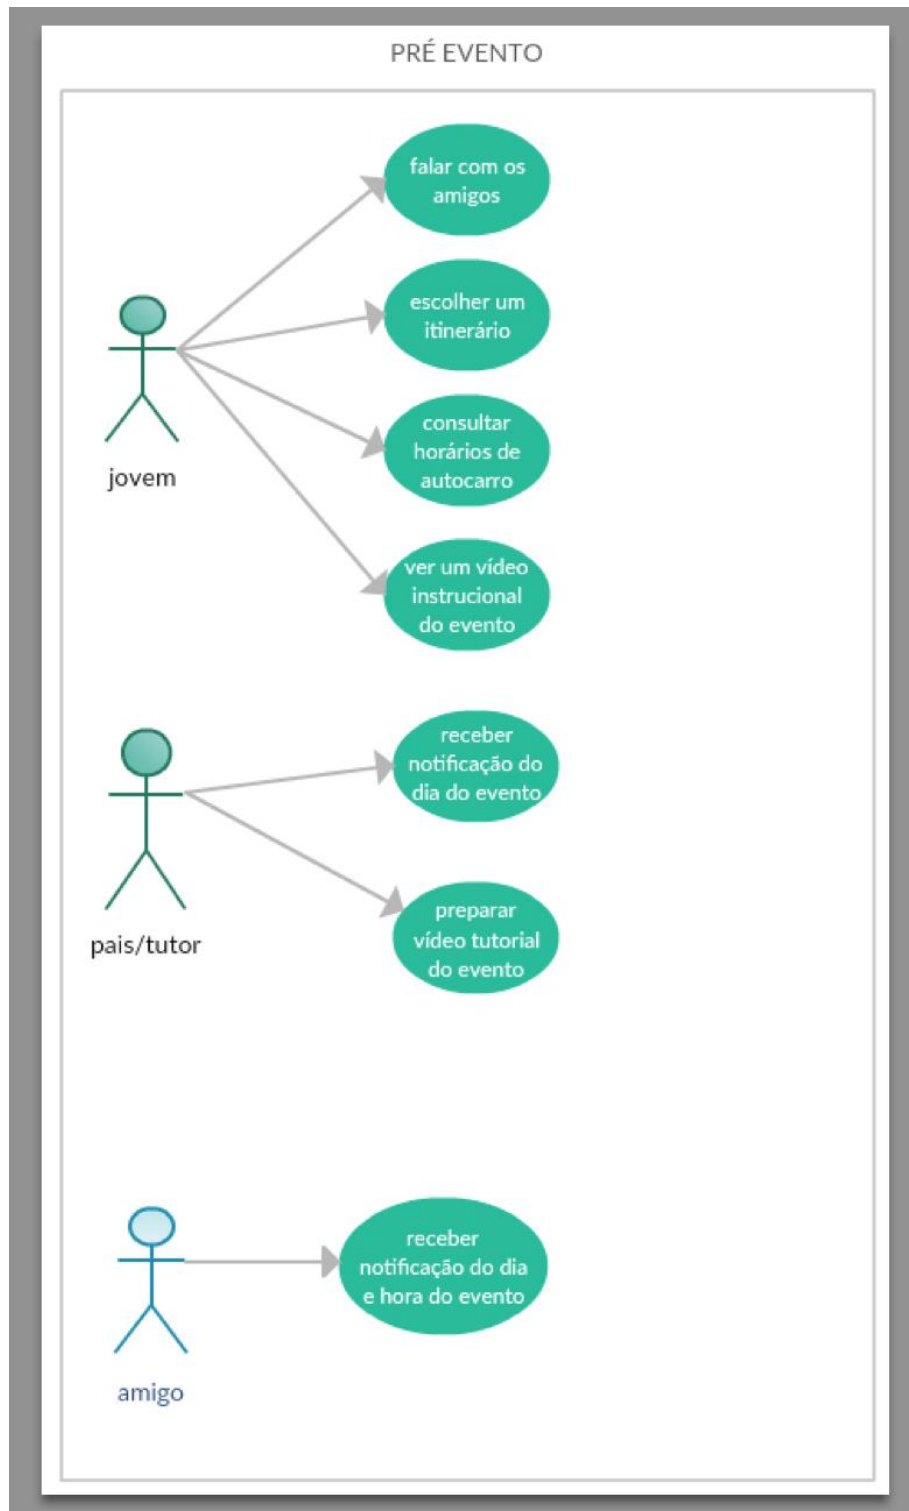 PRÉ EVENTO
falar com os
amigos
escolher um
itinerário
consultar
horários de
autocarro
jovem
ver um vídeo
instrucional
do evento
receber
notificação do
dia do evento
preparar
vídeo tutorial
do evento
pais/tutor
receber
notificação do dia
e hora do evento
amigo